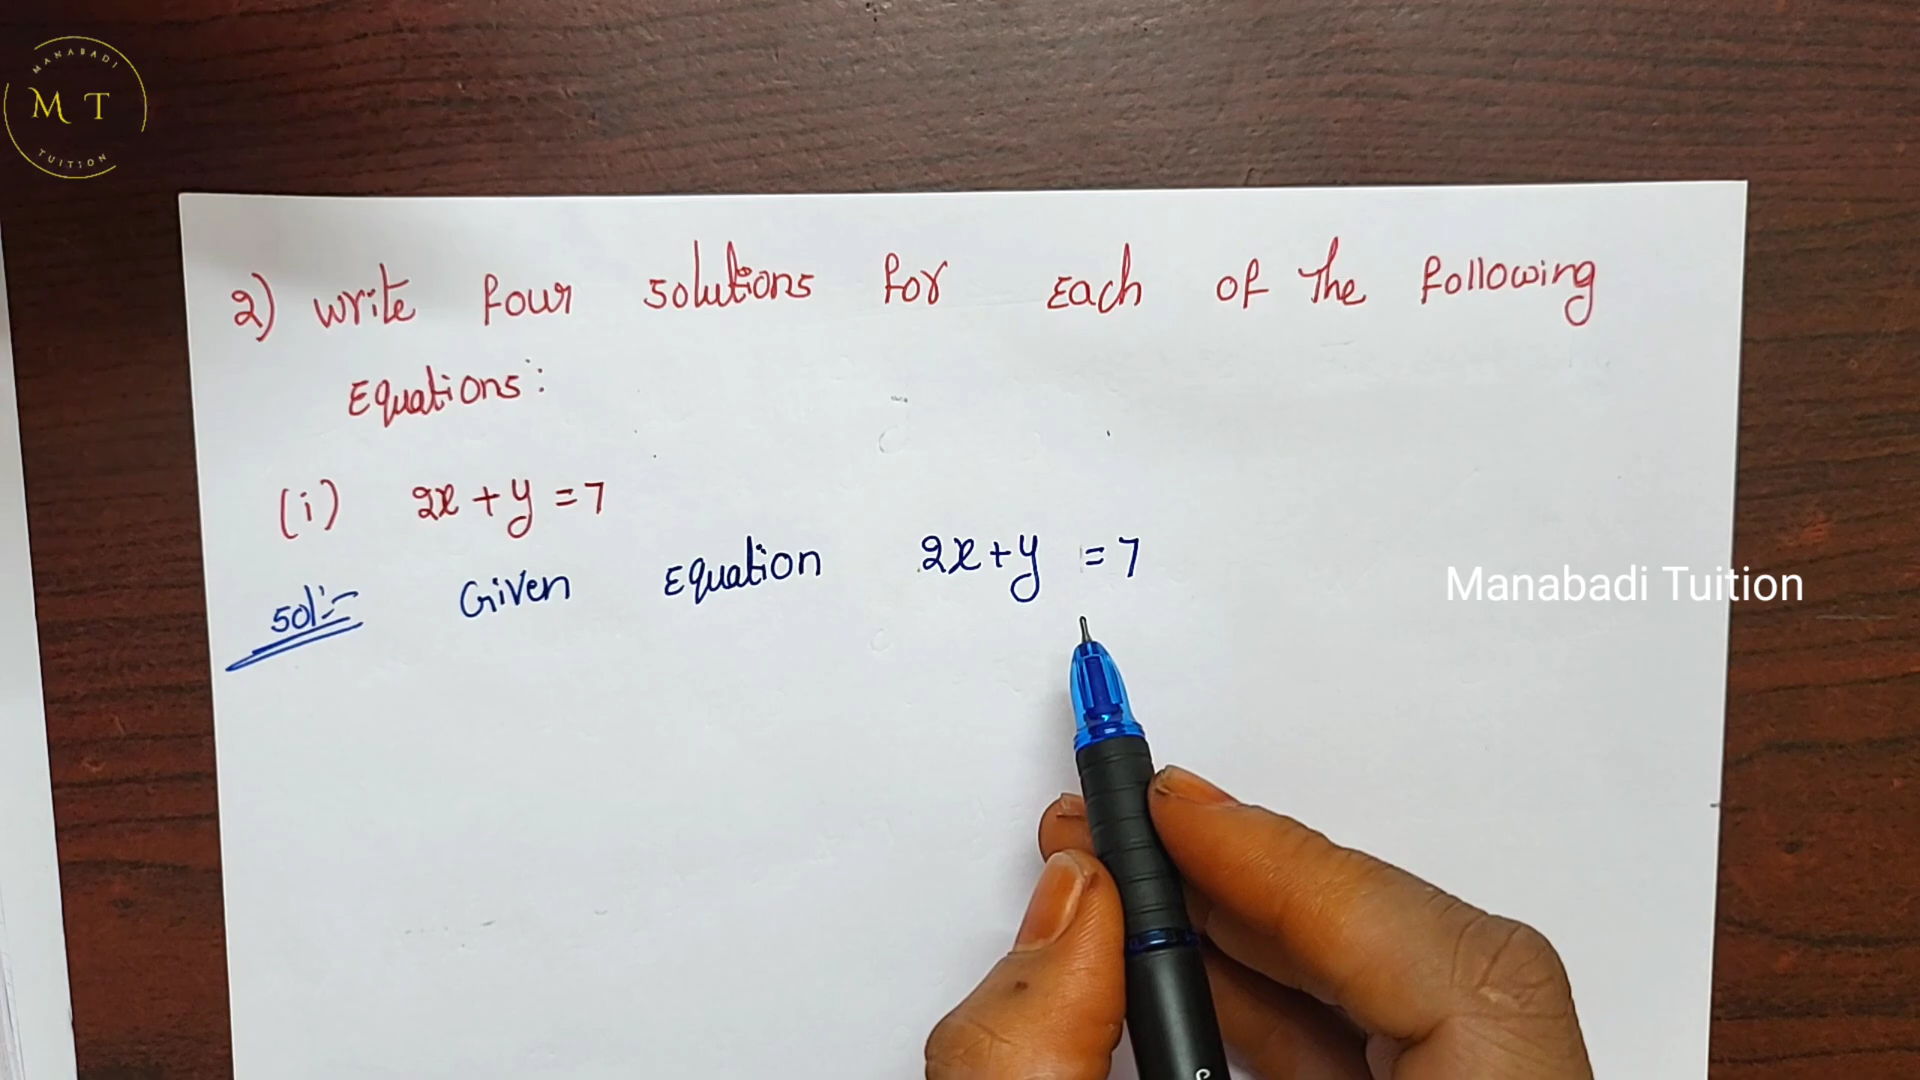 MANABADI
M T
TUITION
2) write four solutions for Each of The following
Equations:
(i) 2x + y = 7
Sol:- Given Equation 2x+y = 7
Manabadi Tuition